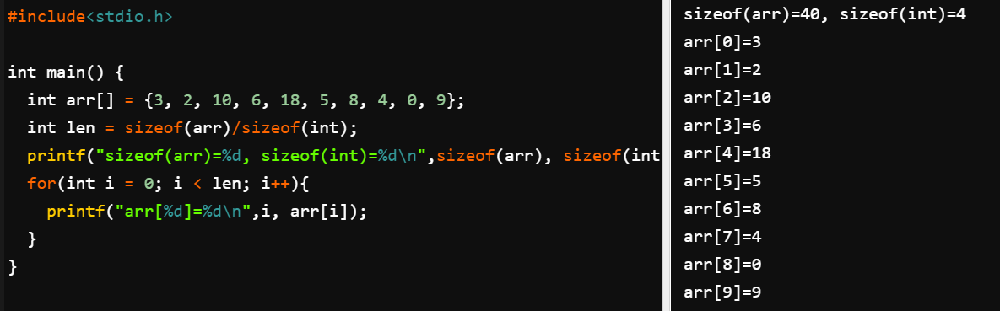 #include<stdio.h>
int main() {
  int arr[] = {3, 2, 10, 6, 18, 5, 8, 4, 0, 9};
  int len = sizeof(arr)/sizeof(int);
  printf("sizeof(arr)=%d, sizeof(int)=%d\n",sizeof(arr), sizeof(int
  for(int i = 0; i < len; i++){
    printf("arr[%d]=%d\n",i, arr[i]);
  }
}
sizeof(arr)=40, sizeof(int)=4
arr[0]=3
arr[1]=2
arr[2]=10
arr[3]=6
arr[4]=18
arr[5]=5
arr[6]=8
arr[7]=4
arr[8]=0
arr[9]=9